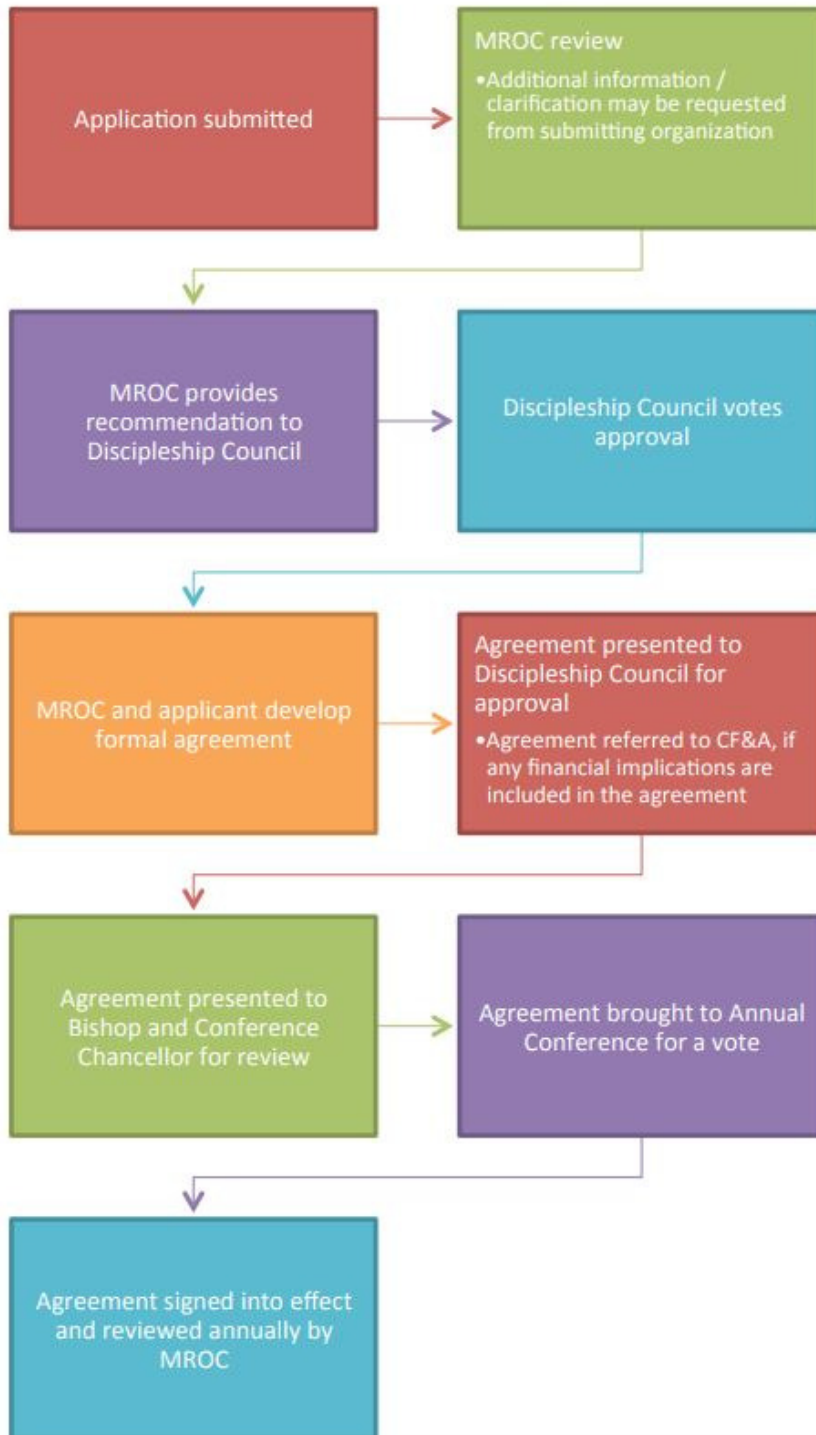 Application submitted
MROC review
•Additional information /
clarification may be requested
from submitting organization
MROC provides
recommendation to
Discipleship Council
Discipleship Council votes
approval
MROC and applicant develop
formal agreement
Agreement presented to
Discipleship Council for
approval
•Agreement referred to CF&A, if
any financial implications are
included in the agreement
Agreement presented to
Bishop and Conference
Chancellor for review
Agreement brought to Annual
Conference for a vote
Agreement signed into effect
and reviewed annually by
MROC